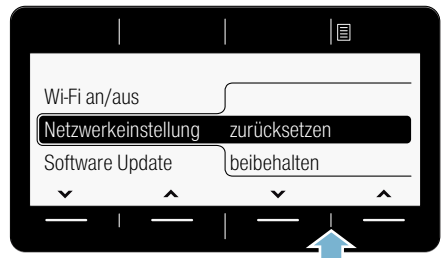 Wi-Fi an/aus
Netzwerkeinstellung zurücksetzen
Software Update beibehalten